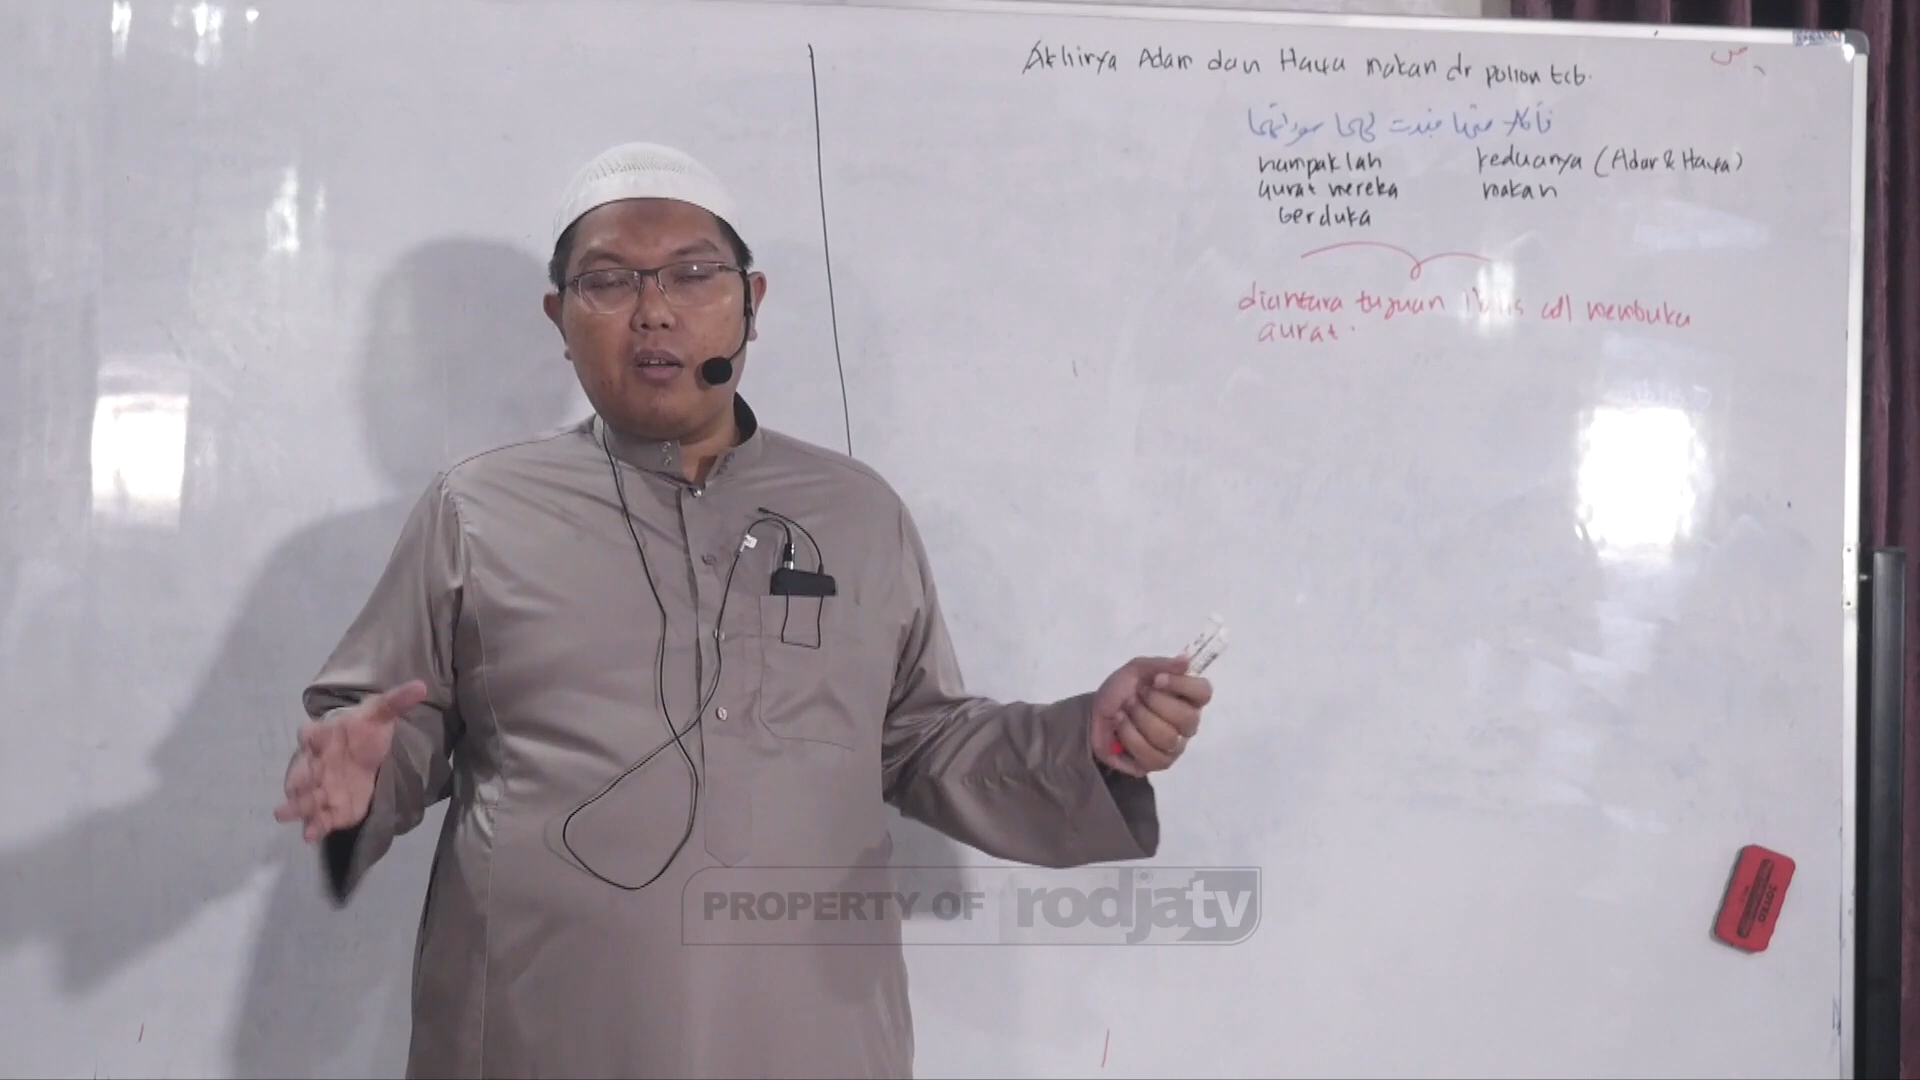 Akhirya Adam dan Hawa makan dr pohon tsb.
فأكلا منها فبدت لهما سوءاتهما
nampaklah
aurat mereka
berduka
keduanya (Adam & Hawa)
makan
diantara tujuan Iblis adl membuka
aurat.
PROPERTY OF rodjatv